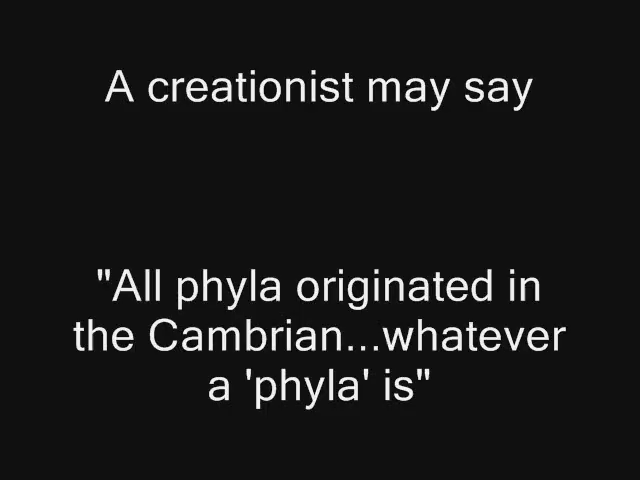 A creationist may say
"All phyla originated in
the Cambrian...whatever
a 'phyla' is"